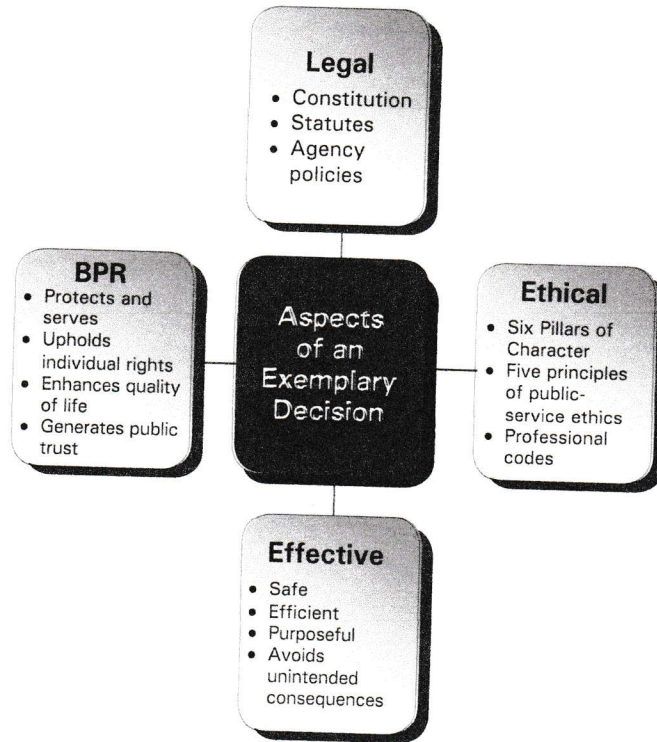 Legal
• Constitution
• Statutes
• Agency
policies
BPR
• Protects and
serves
• Upholds
individual rights
• Enhances quality
of life
• Generates public
trust
Aspects
of an
Exemplary
Decision
Ethical
• Six Pillars of
Character
• Five principles
of public-
service ethics
• Professional
codes
Effective
• Safe
• Efficient
• Purposeful
• Avoids
unintended
consequences